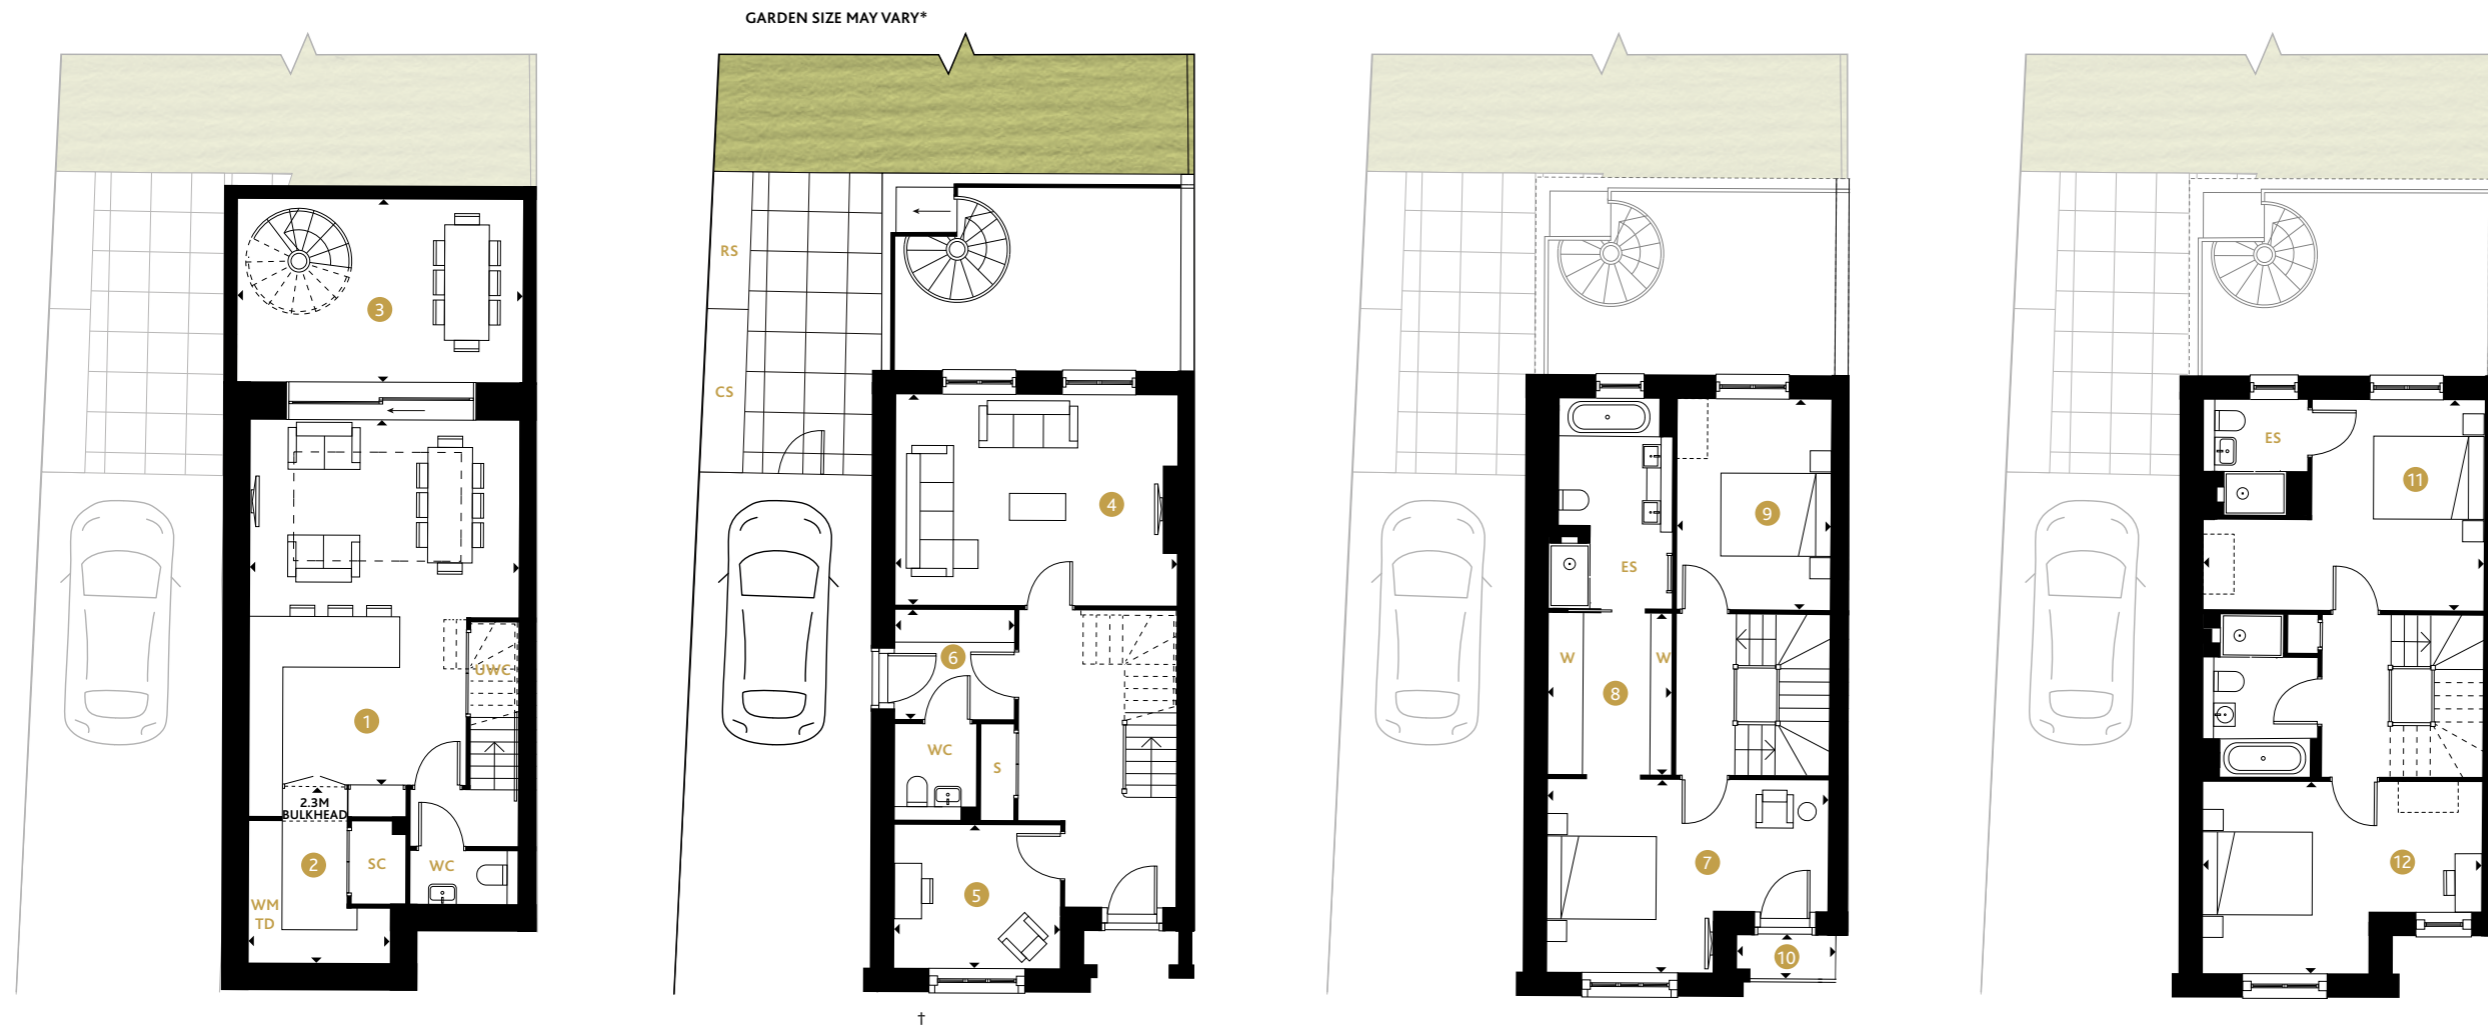 GARDEN SIZE MAY VARY*
3
UWC
1
2.3M
BULKHEAD
2
SC
WC
WM
TD
RS
CS
4
6
WC
S
5
†
9
ES
W
W
8
7
10
ES
11
12